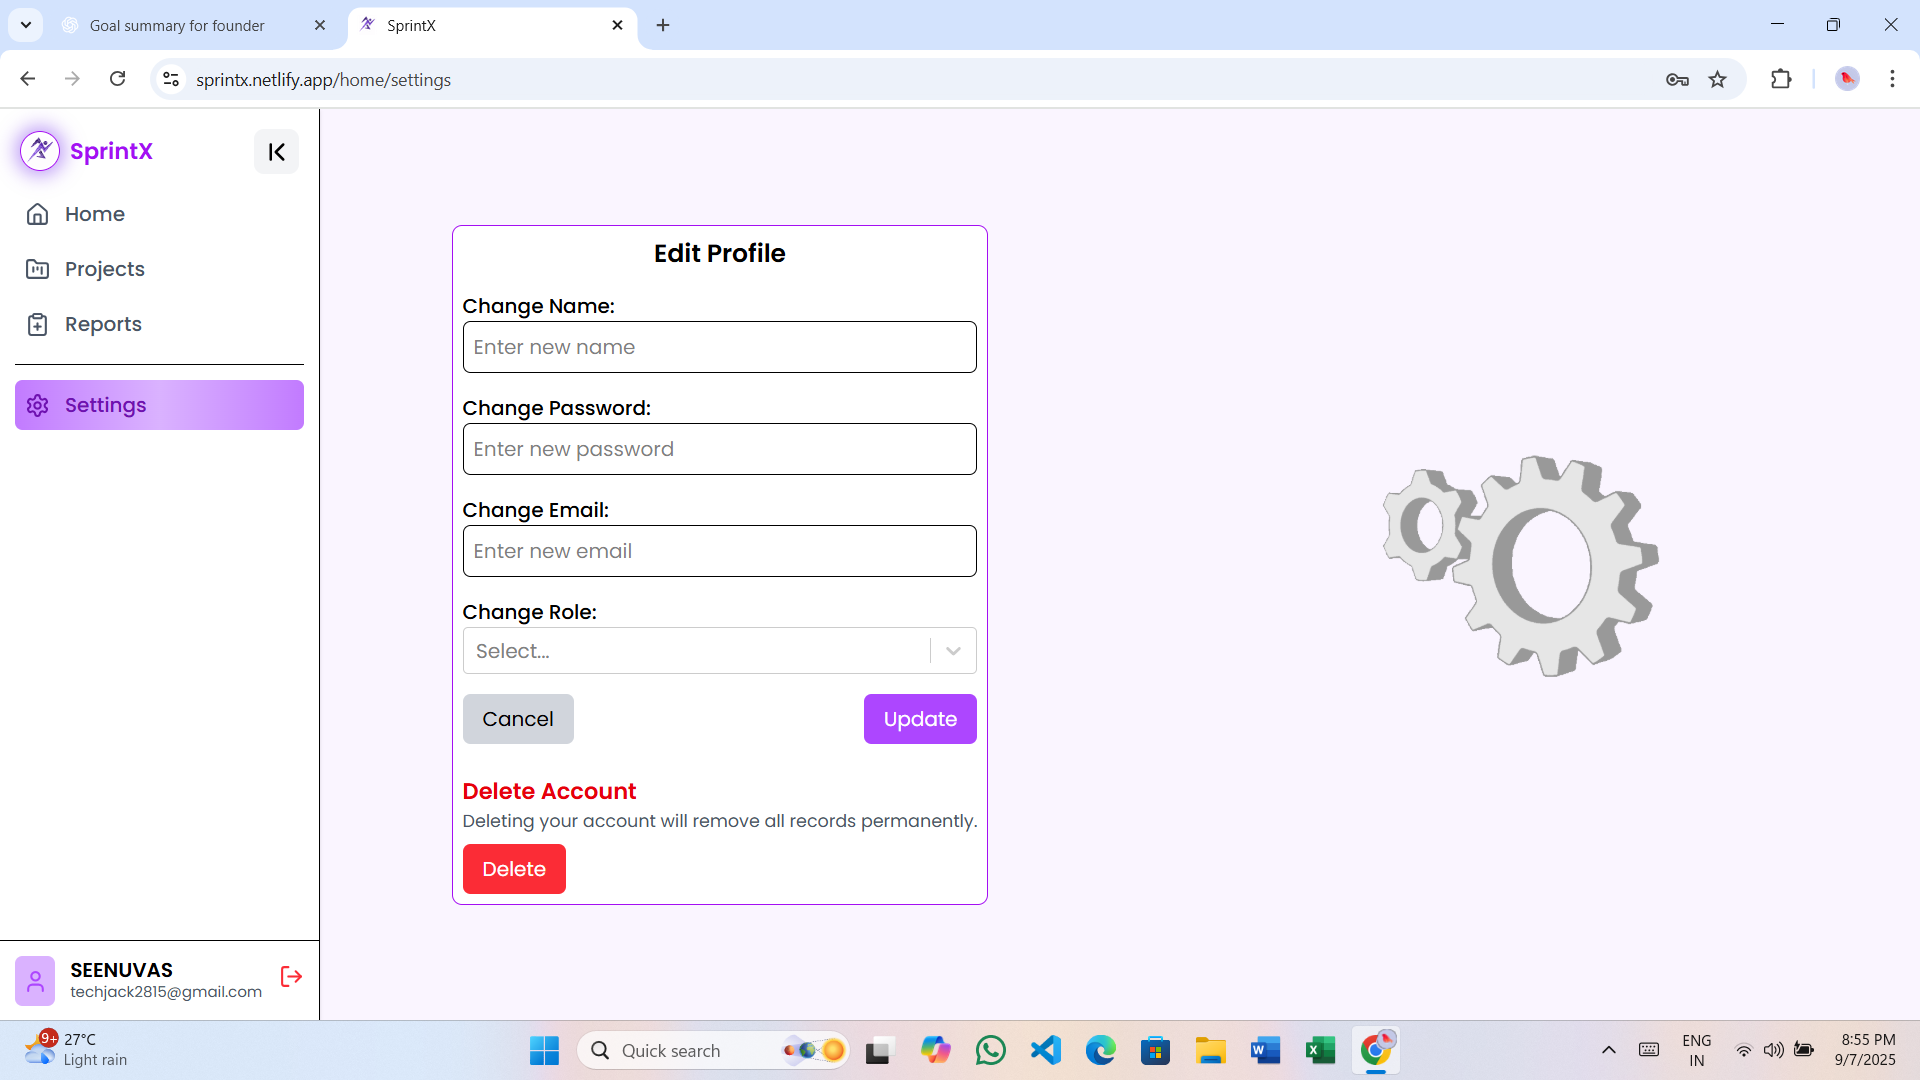 Goal summary for founder
SprintX
sprintx.netlify.app/home/settings
SprintX
Home
Projects
Reports
Settings
Edit Profile
Change Name:
Enter new name
Change Password:
Enter new password
Change Email:
Enter new email
Change Role:
Select...
Cancel
Update
Delete Account
Deleting your account will remove all records permanently.
Delete
SEENUVAS
techjack2815@gmail.com
9+
27°C
Light rain
Quick search
ENG
IN
8:55 PM
9/7/2025